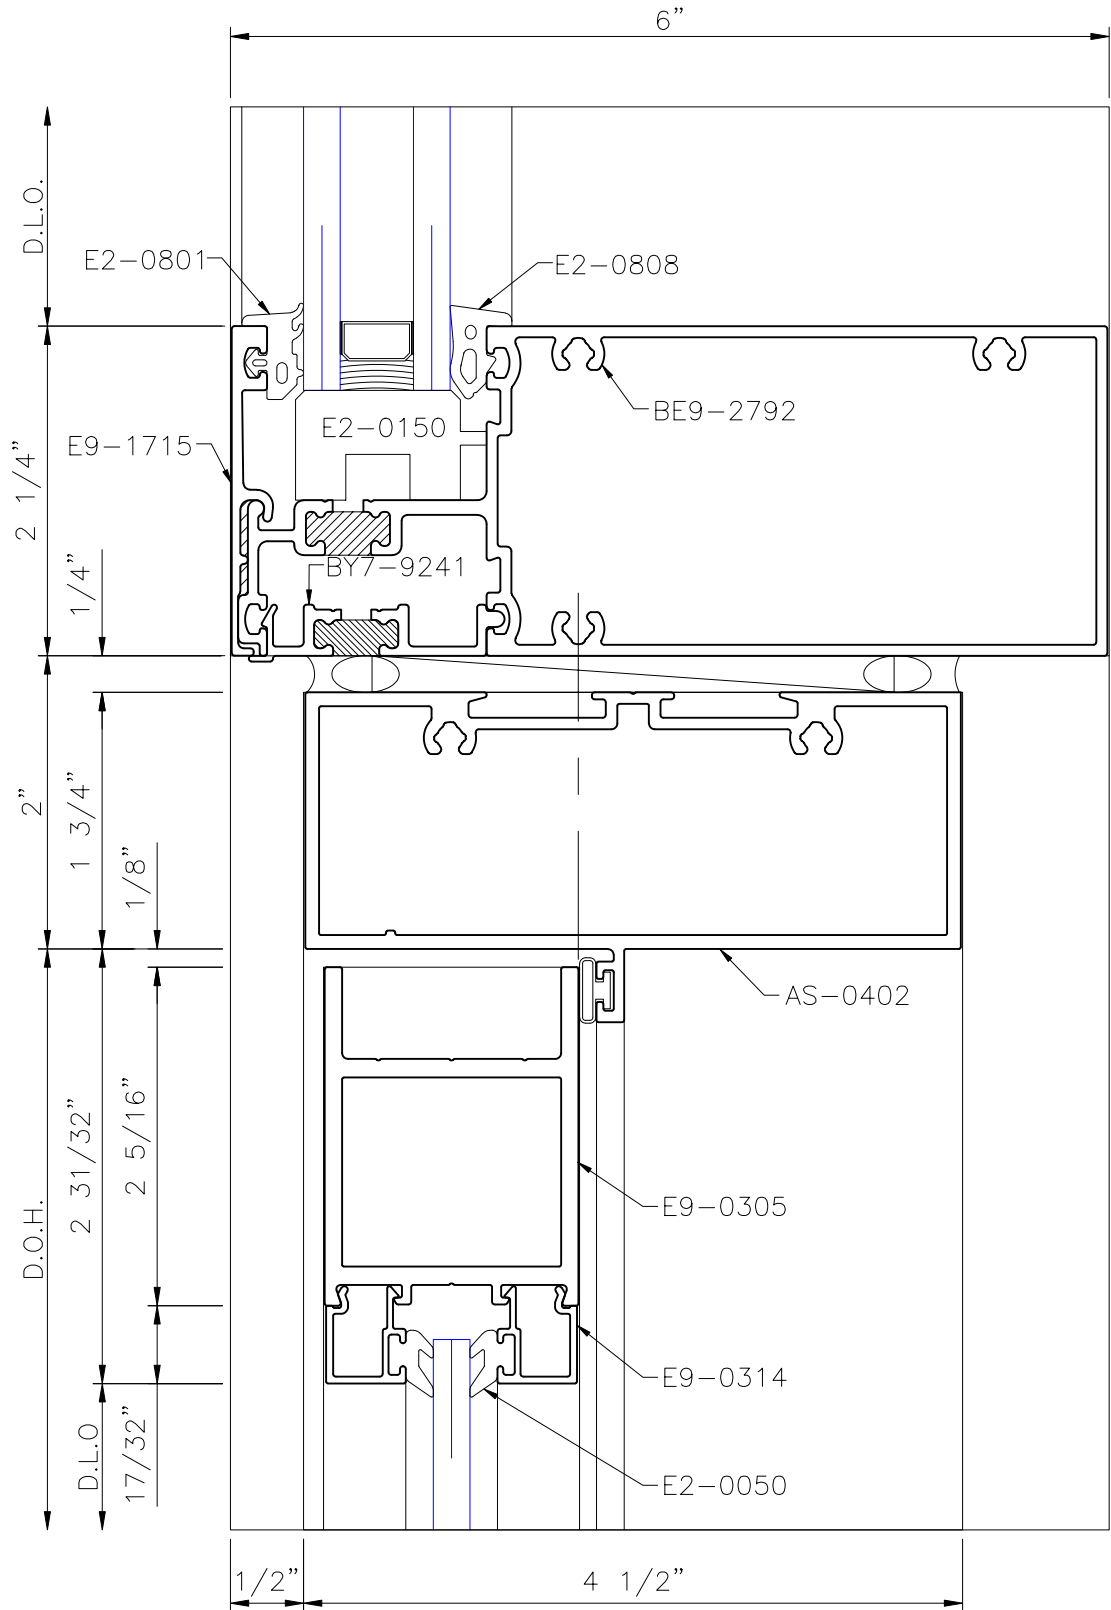 6”
D.L.O.
E2-0801
E2-0808
BE9-2792
E2-0150
E9-1715
2 1/4”
1/4”
BY7-9241
2”
1 3/4”
1/8”
AS-0402
2 5/16”
2 31/32”
E9-0305
D.O.H.
E9-0314
D.L.O
17/32”
E2-0050
1/2”
4 1/2”